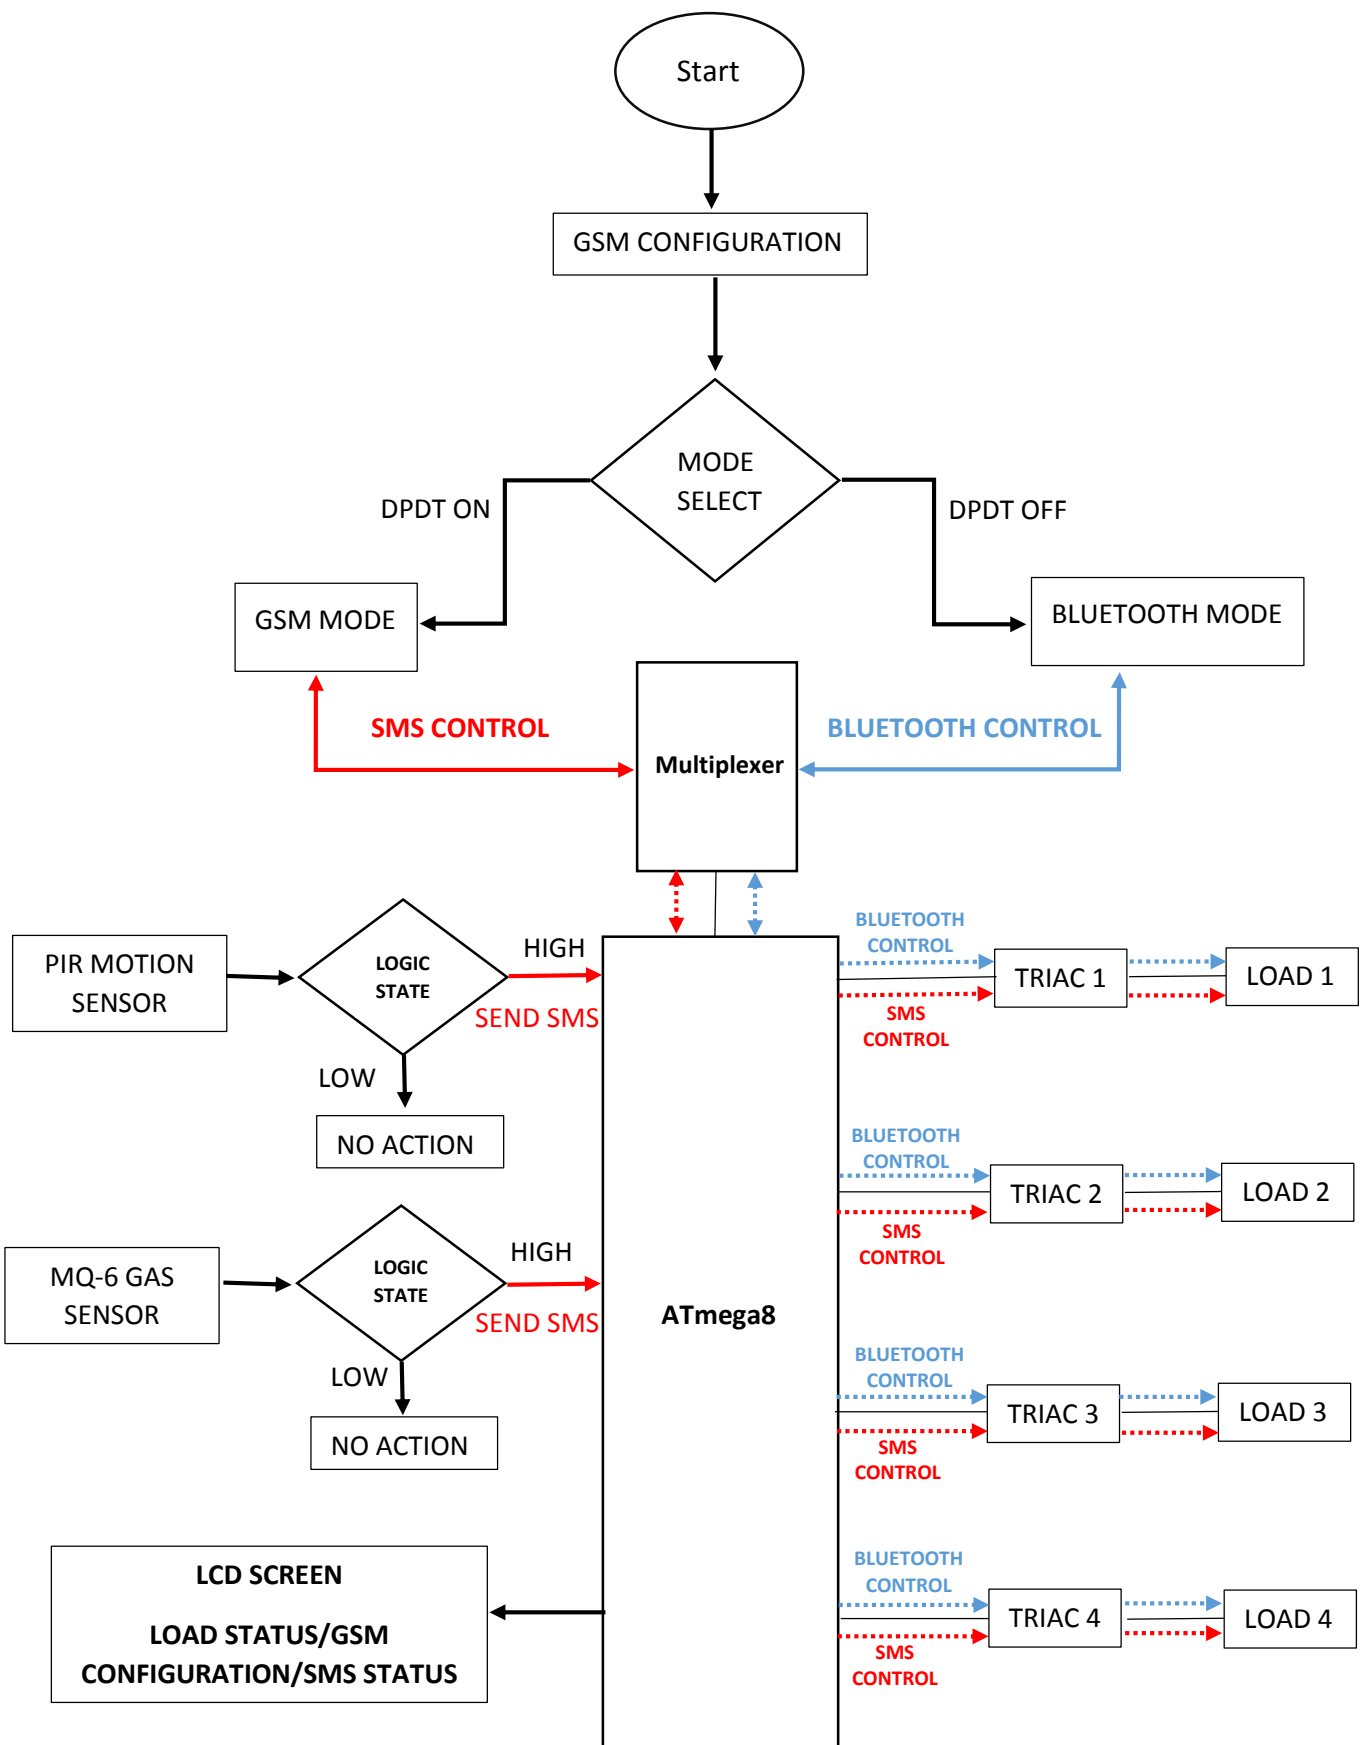 Start
GSM CONFIGURATION
MODE
SELECT
DPDT ON
DPDT OFF
GSM MODE
BLUETOOTH MODE
SMS CONTROL
BLUETOOTH CONTROL
Multiplexer
PIR MOTION
SENSOR
LOGIC
STATE
HIGH
SEND SMS
LOW
NO ACTION
BLUETOOTH
CONTROL
TRIAC 1
LOAD 1
SMS
CONTROL
BLUETOOTH
CONTROL
TRIAC 2
LOAD 2
SMS
CONTROL
MQ-6 GAS
SENSOR
LOGIC
STATE
HIGH
SEND SMS
LOW
NO ACTION
ATmega8
BLUETOOTH
CONTROL
TRIAC 3
LOAD 3
SMS
CONTROL
LCD SCREEN
LOAD STATUS/GSM
CONFIGURATION/SMS STATUS
BLUETOOTH
CONTROL
TRIAC 4
LOAD 4
SMS
CONTROL